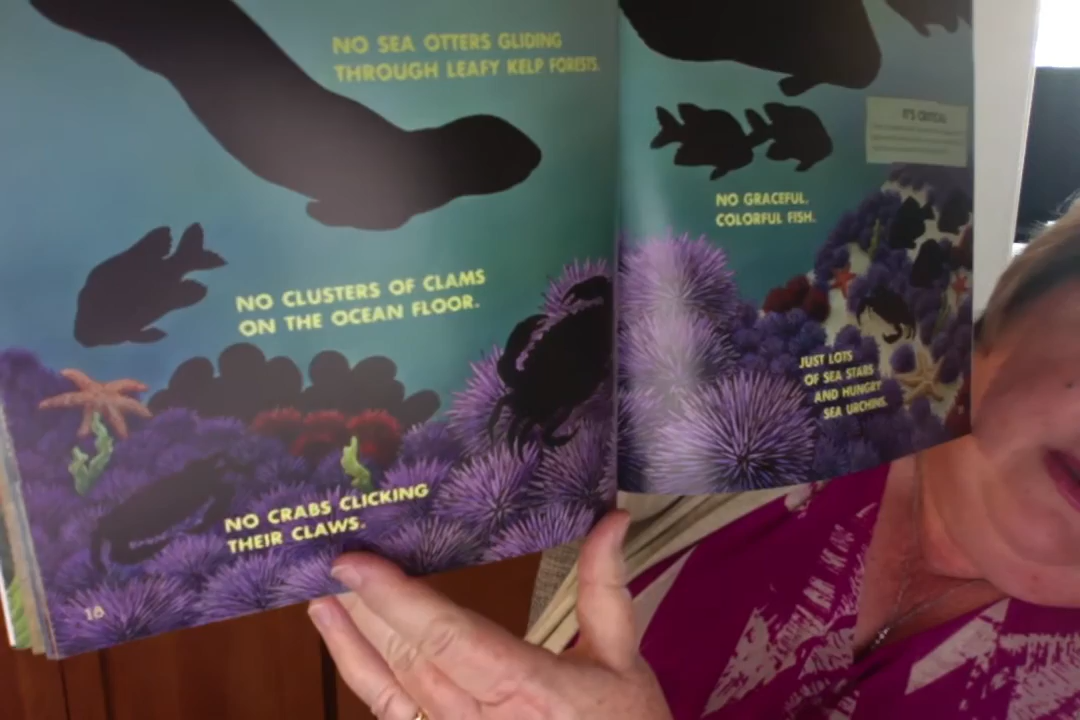 NO SEA OTTERS GLIDING
THROUGH LEAFY KELP FORESTS.
NO CLUSTERS OF CLAMS
ON THE OCEAN FLOOR.
NO CRABS CLICKING
THEIR CLAWS.
18
IT'S CRITICAL
NO GRACEFUL,
COLORFUL FISH.
JUST LOTS
OF SEA STARS
AND HUNGRY
SEA URCHINS.